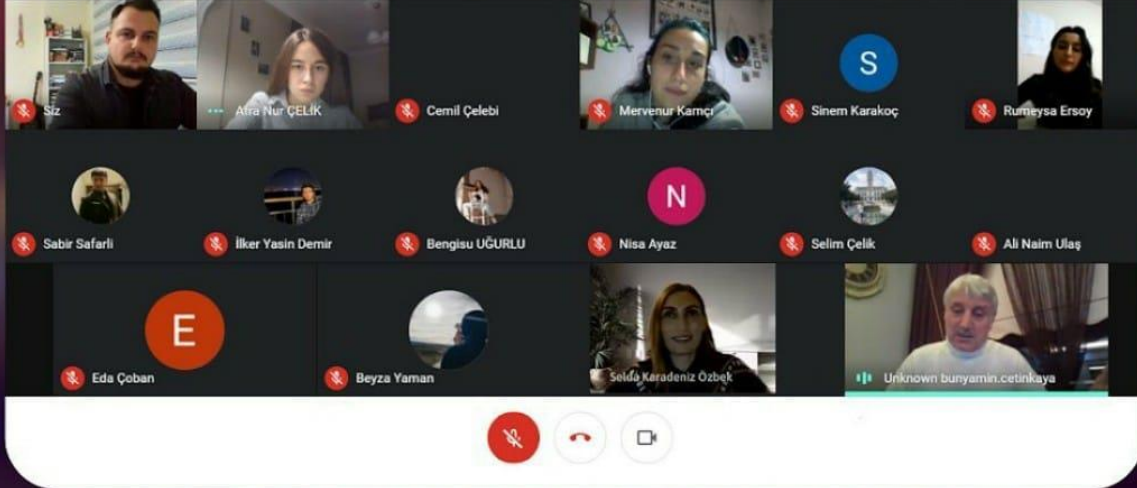 Siz
Afra Nur ÇELİK
Cemil Çelebi
Mervenur Kamçı
S
Sinem Karakoç
Rumeysa Ersoy
Sabir Safarli
İlker Yasin Demir
Bengisu UĞURLU
N
Nisa Ayaz
Selim Çelik
Ali Naim Ulaş
E
Eda Çoban
Beyza Yaman
Selda Karadeniz Özbek
Unknown bunyamin.cetinkaya